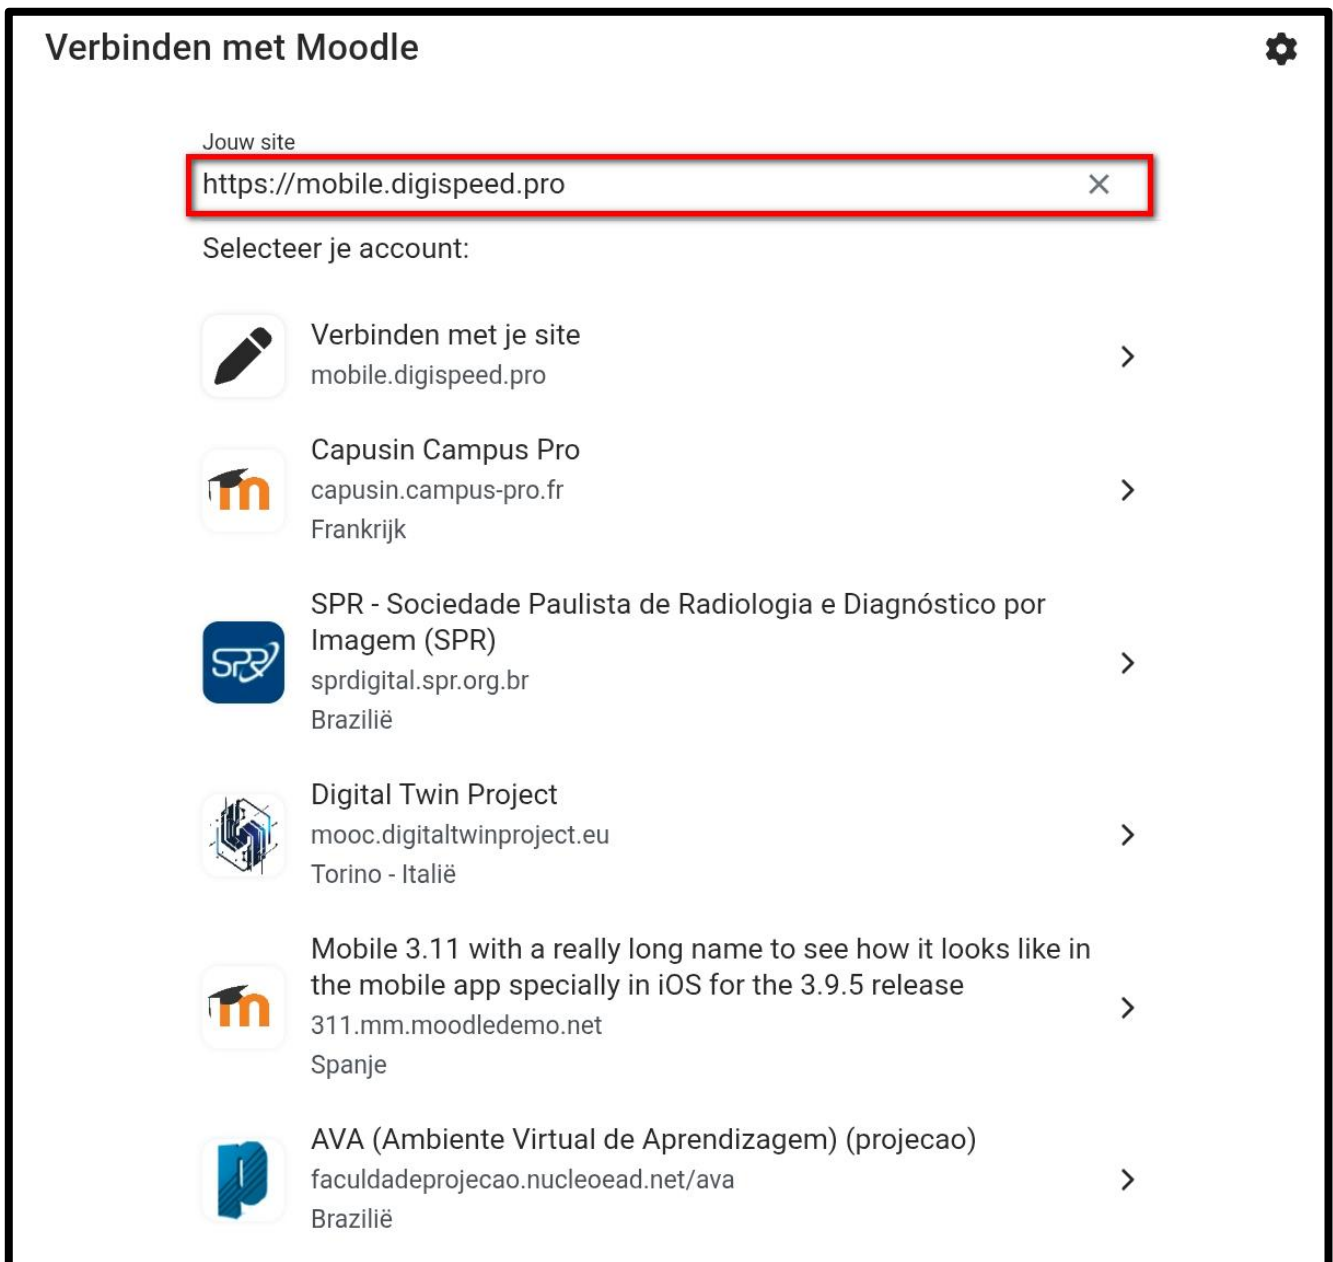 Verbinden met Moodle
Jouw site
https://mobile.digispeed.pro
Selecteer je account:
Verbinden met je site
mobile.digispeed.pro
Capusin Campus Pro
capusin.campus-pro.fr
Frankrijk
SPR - Sociedade Paulista de Radiologia e Diagnóstico por
Imagem (SPR)
SPR
sprdigital.spr.org.br
Brazilië
Digital Twin Project
mooc.digitaltwinproject.eu
Torino - Italië
Mobile 3.11 with a really long name to see how it looks like in
the mobile app specially in iOS for the 3.9.5 release
311.mm.moodledemo.net
Spanje
AVA (Ambiente Virtual de Aprendizagem) (projecao)
faculdadeprojecao.nucleoead.net/ava
Brazilië